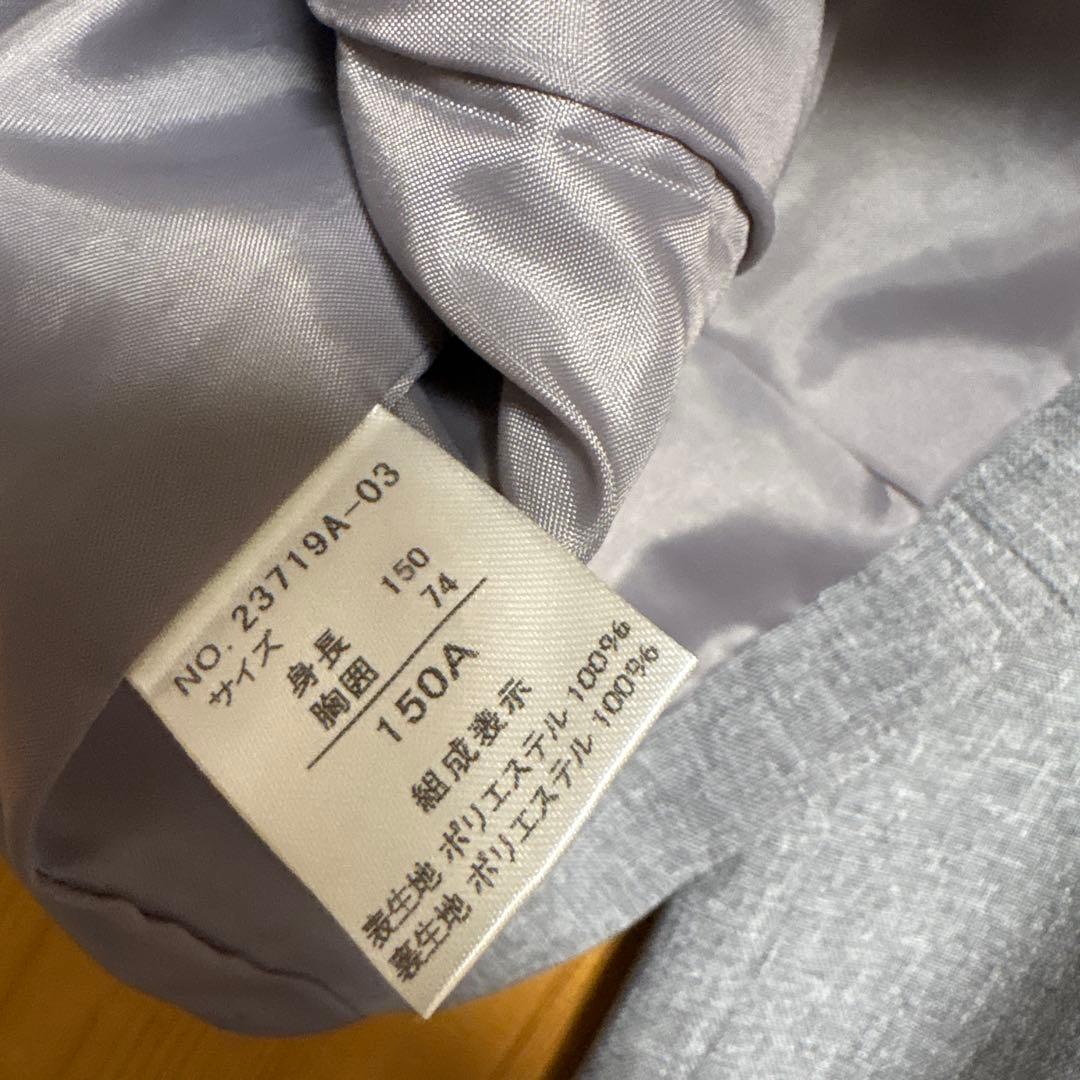 NO. 23719A-03
サイズ
身長 150
胸囲 74
150A
組成表示
表生地 ポリエステル 100%
裏生地 ポリエステル 100%